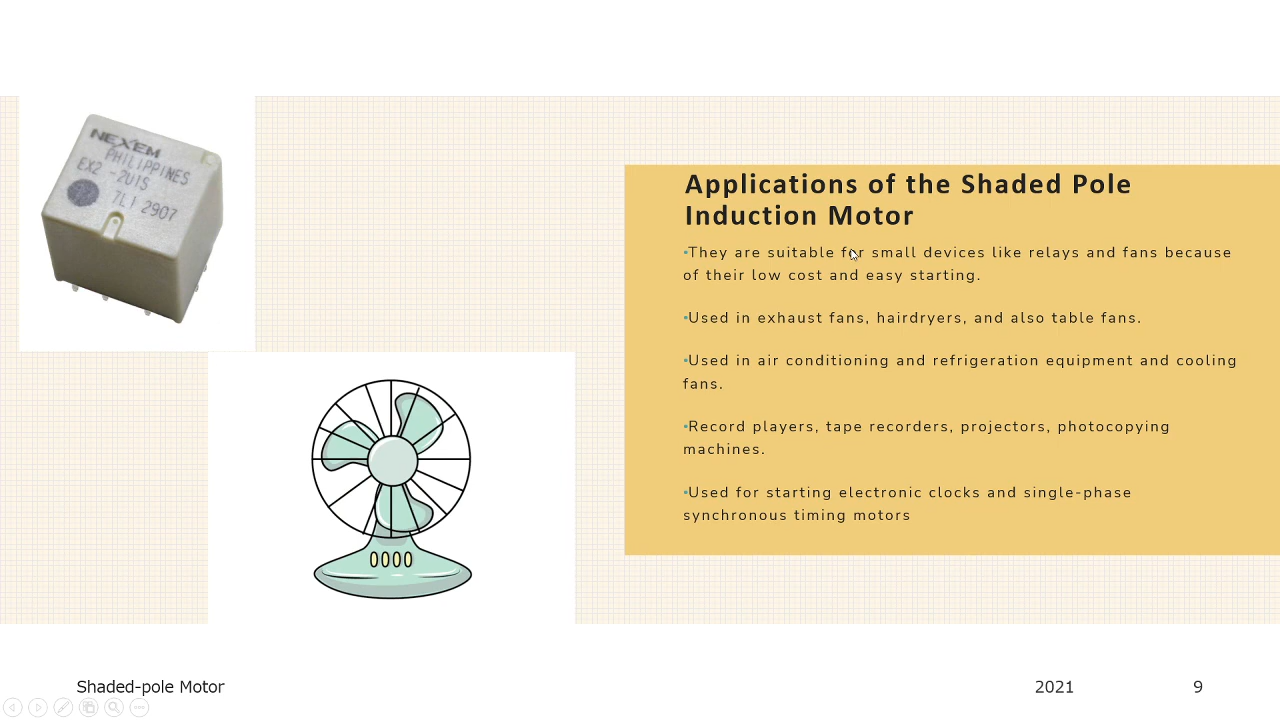 NEXEM
PHILIPPINES
EX2 -2U1S
7L1 2907
Applications of the Shaded Pole
Induction Motor
•They are suitable for small devices like relays and fans because
of their low cost and easy starting.
•Used in exhaust fans, hairdryers, and also table fans.
•Used in air conditioning and refrigeration equipment and cooling
fans.
•Record players, tape recorders, projectors, photocopying
machines.
•Used for starting electronic clocks and single-phase
synchronous timing motors
Shaded-pole Motor
2021
9